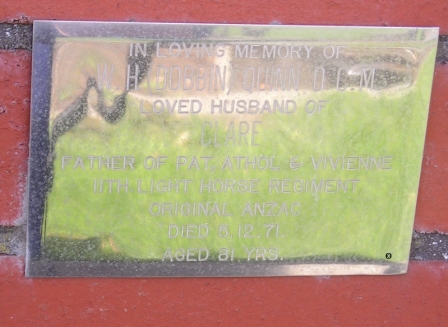 IN LOVING MEMORY OF
W. H. (DOBBIN) QUINN D.C.M.
LOVED HUSBAND OF
CLARE
FATHER OF PAT, ATHOL & VIVIENNE
11TH LIGHT HORSE REGIMENT
ORIGINAL ANZAC
DIED 5.12.71
AGED 81 YRS.